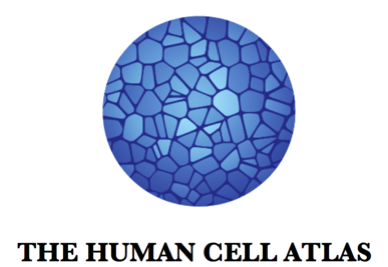 THE HUMAN CELL ATLAS